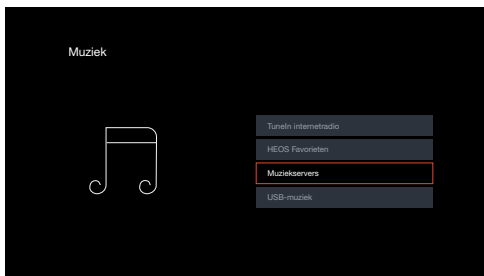 Muziek
TuneIn internetradio
HEOS Favorieten
Muziekservers
USB-muziek